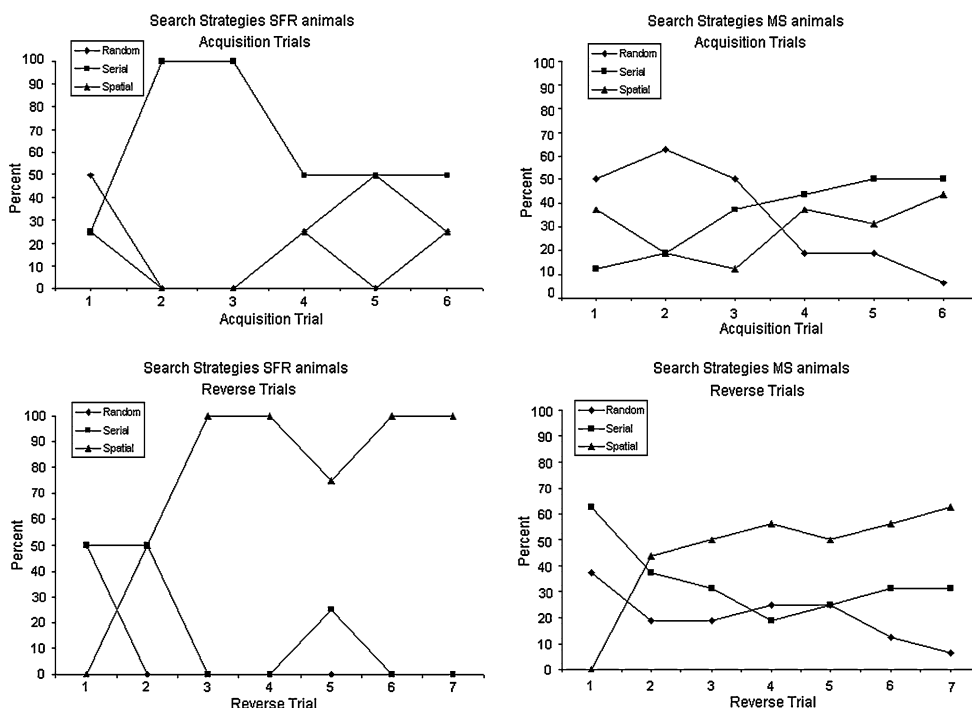 Search Strategies SFR animals
Acquisition Trials
Random
Serial
Spatial
Percent
100
90
80
70
60
50
40
30
20
10
0
1 2 3 4 5 6
Acquisition Trial
Search Strategies MS animals
Acquisition Trials
Random
Serial
Spatial
Percent
100
90
80
70
60
50
40
30
20
10
0
1 2 3 4 5 6
Acquisition Trial
Search Strategies SFR animals
Reverse Trials
Random
Serial
Spatial
Percent
100
90
80
70
60
50
40
30
20
10
0
1 2 3 4 5 6 7
Reverse Trial
Search Strategies MS animals
Reverse Trials
Random
Serial
Spatial
Percent
100
90
80
70
60
50
40
30
20
10
0
1 2 3 4 5 6 7
Reverse Trial